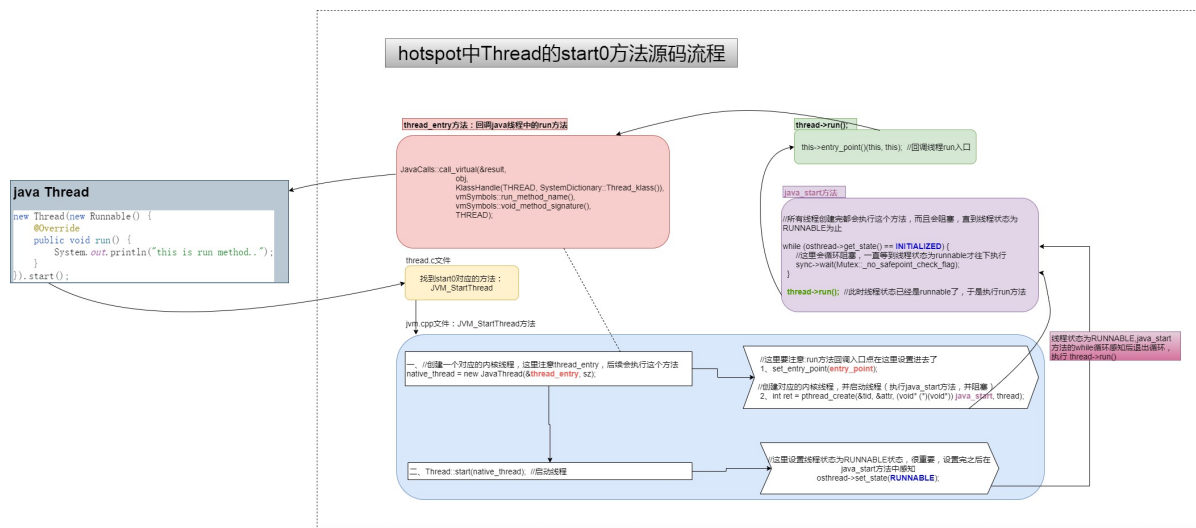 hotspot中Thread的start0方法源码流程
java Thread
new Thread(new Runnable() {
@Override
public void run() {
System.out.println("this is run method..");
}
}).start();
thread_entry方法：回调java线程中的run方法
JavaCalls::call_virtual(&result,
obj,
KlassHandle(THREAD, SystemDictionary::Thread_klass()),
vmSymbols::run_method_name(),
vmSymbols::void_method_signature(),
THREAD);
thread->run();
this->entry_point()(this, this);  //回调线程run入口
java_start方法
//所有线程创建完都会执行这个方法，而且会阻塞，直到线程状态为
RUNNABLE为止
while (osthread->get_state() == INITIALIZED) {
//这里会循环阻塞，一直等到线程状态为runnable才往下执行
sync->wait(Mutex::_no_safepoint_check_flag);
}
thread->run();  //此时线程状态已经是runnable了，于是执行run方法
thread.c文件
找到start0对应的方法：
JVM_StartThread
jvm.cpp文件：JVM_StartThread方法
一、//创建一个对应的内核线程，这里注意thread_entry，后续会执行这个方法
native_thread = new JavaThread(&thread_entry, sz);
//这里要注意:run方法回调入口点在这里设置进去了
1、set_entry_point(entry_point);
//创建对应的内核线程，并启动线程（执行java_start方法，并阻塞）
2、int ret = pthread_create(&tid, &attr, (void* (*)(void*)) java_start, thread);
线程状态为RUNNABLE,java_start
方法的while循环感知后退出循环，
执行 thread->run()
二、Thread::start(native_thread);  //启动线程
//这里设置线程状态为RUNNABLE状态，很重要，设置完之后在
java_start方法中感知
osthread->set_state(RUNNABLE);